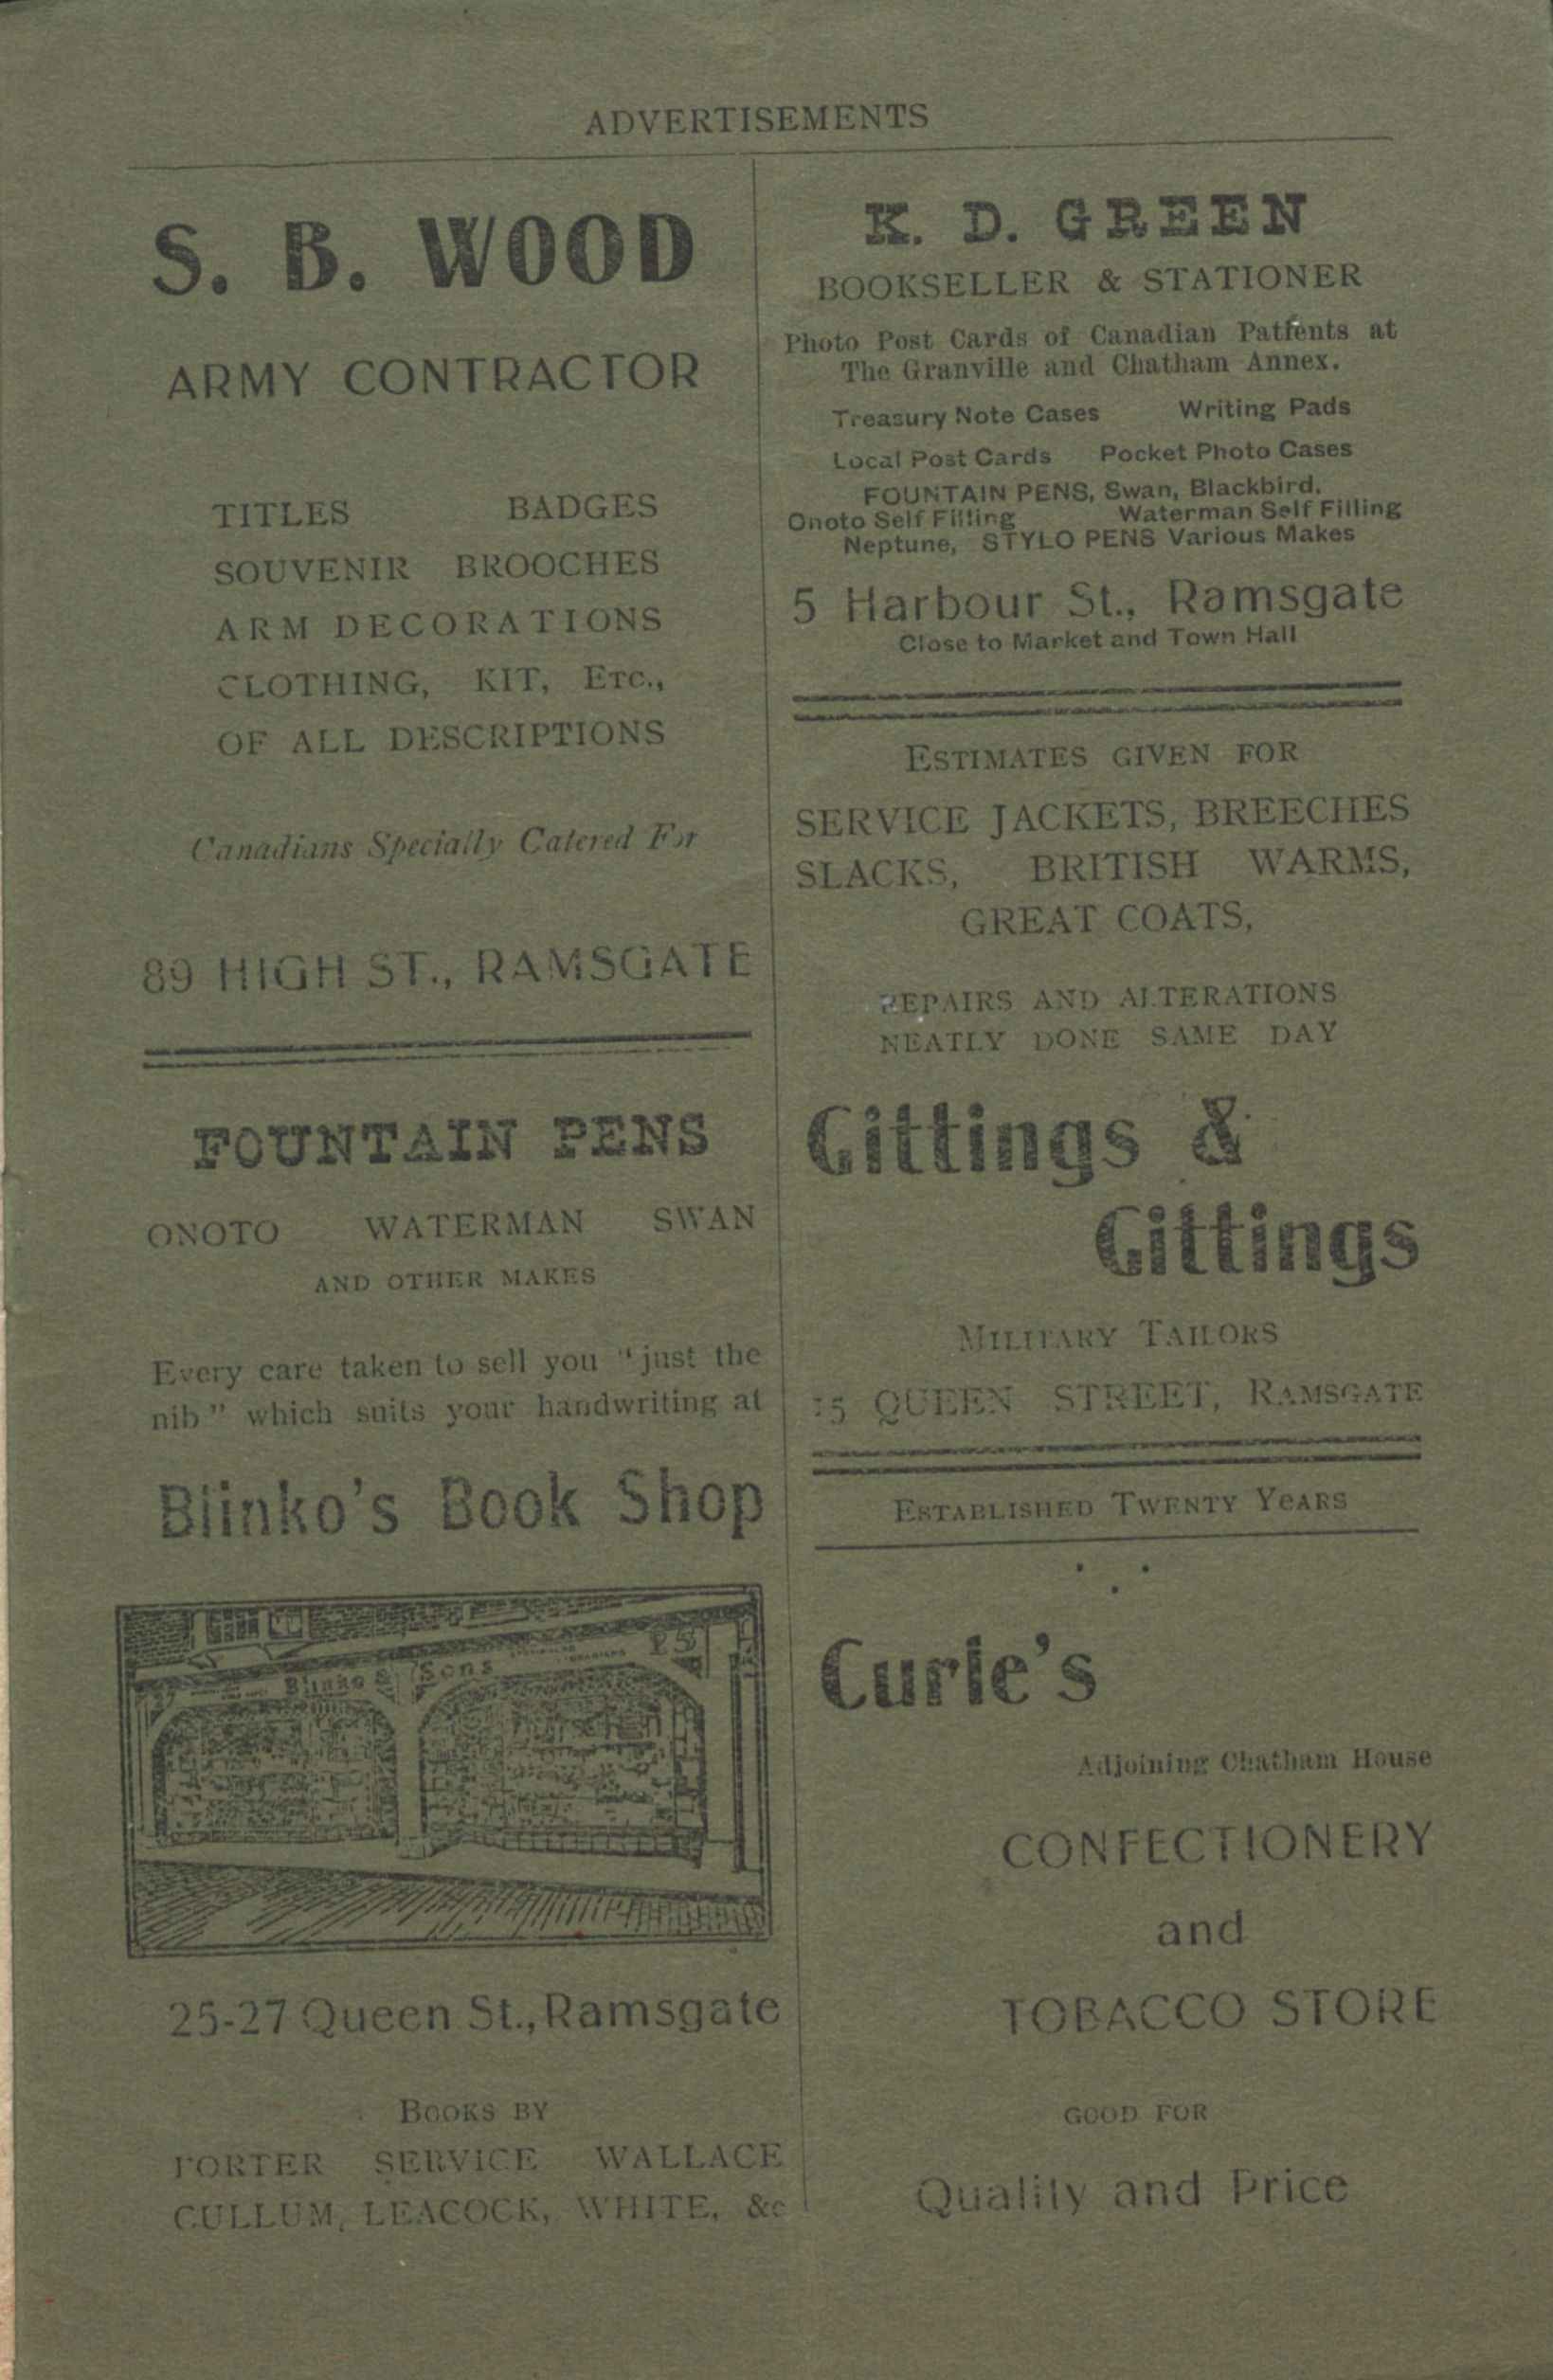 ADVERTISEMENTS
S. B. WOOD
ARMY CONTRACTOR
TITLES BADGES
SOUVENIR BROOCHES
ARM DECORATIONS
CLOTHING, KIT, ETC.,
OF ALL DESCRIPTIONS
Canadians Specially Catered For
89 HIGH ST., RAMSGATE
FOUNTAIN PENS
ONOTO WATERMAN SWAN
AND OTHER MAKES
Every care taken to sell you "just the
nib" which suits your handwriting at
Blinko's Book Shop
Blinko & Sons
25-27 Queen St., Ramsgate
BOOKS BY
PORTER SERVICE WALLACE
CULLUM, LEACOCK, WHITE, &c
K. D. GREEN
BOOKSELLER & STATIONER
Photo Post Cards of Canadian Patients at
The Granville and Chatham Annex.
Treasury Note Cases Writing Pads
Local Post Cards Pocket Photo Cases
FOUNTAIN PENS, Swan, Blackbird.
Onoto Self Filling Waterman Self Filling
Neptune, STYLO PENS Various Makes
5 Harbour St., Ramsgate
Close to Market and Town Hall
ESTIMATES GIVEN FOR
SERVICE JACKETS, BREECHES
SLACKS, BRITISH WARMS,
GREAT COATS,
REPAIRS AND ALTERATIONS
NEATLY DONE SAME DAY
Gittings &
Gittings
MILITARY TAILORS
15 QUEEN STREET, RAMSGATE
ESTABLISHED TWENTY YEARS
Curle's
Adjoining Chatham House
CONFECTIONERY
and
TOBACCO STORE
GOOD FOR
Quality and Price